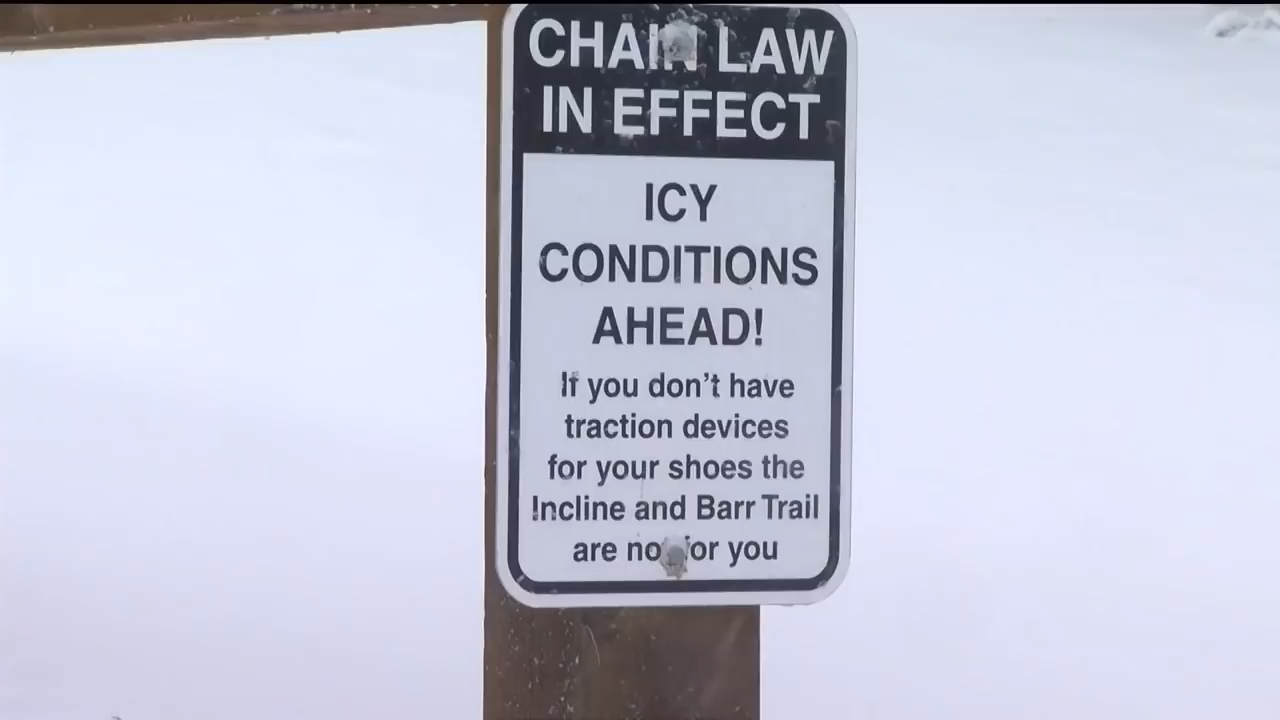 CHAIN LAW
IN EFFECT
ICY
CONDITIONS
AHEAD!
If you don't have
traction devices
for your shoes the
Incline and Barr Trail
are not for you